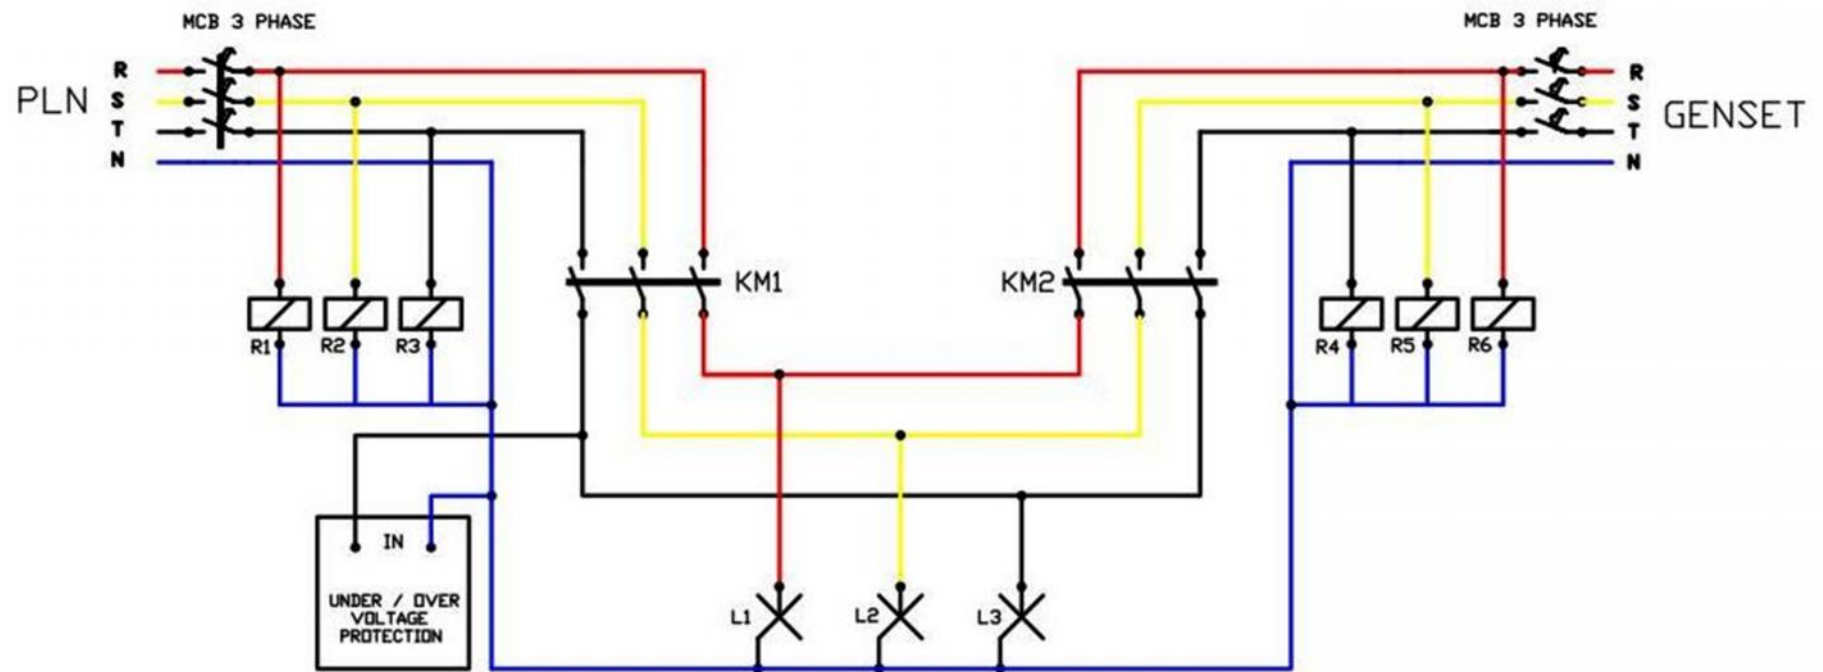 MCB 3 PHASE
MCB 3 PHASE
PLN
R
S
T
N
R
S
T
N
GENSET
KM1
KM2
R1
R2
R3
R4
R5
R6
IN
UNDER / OVER
VOLTAGE
PROTECTION
L1
L2
L3